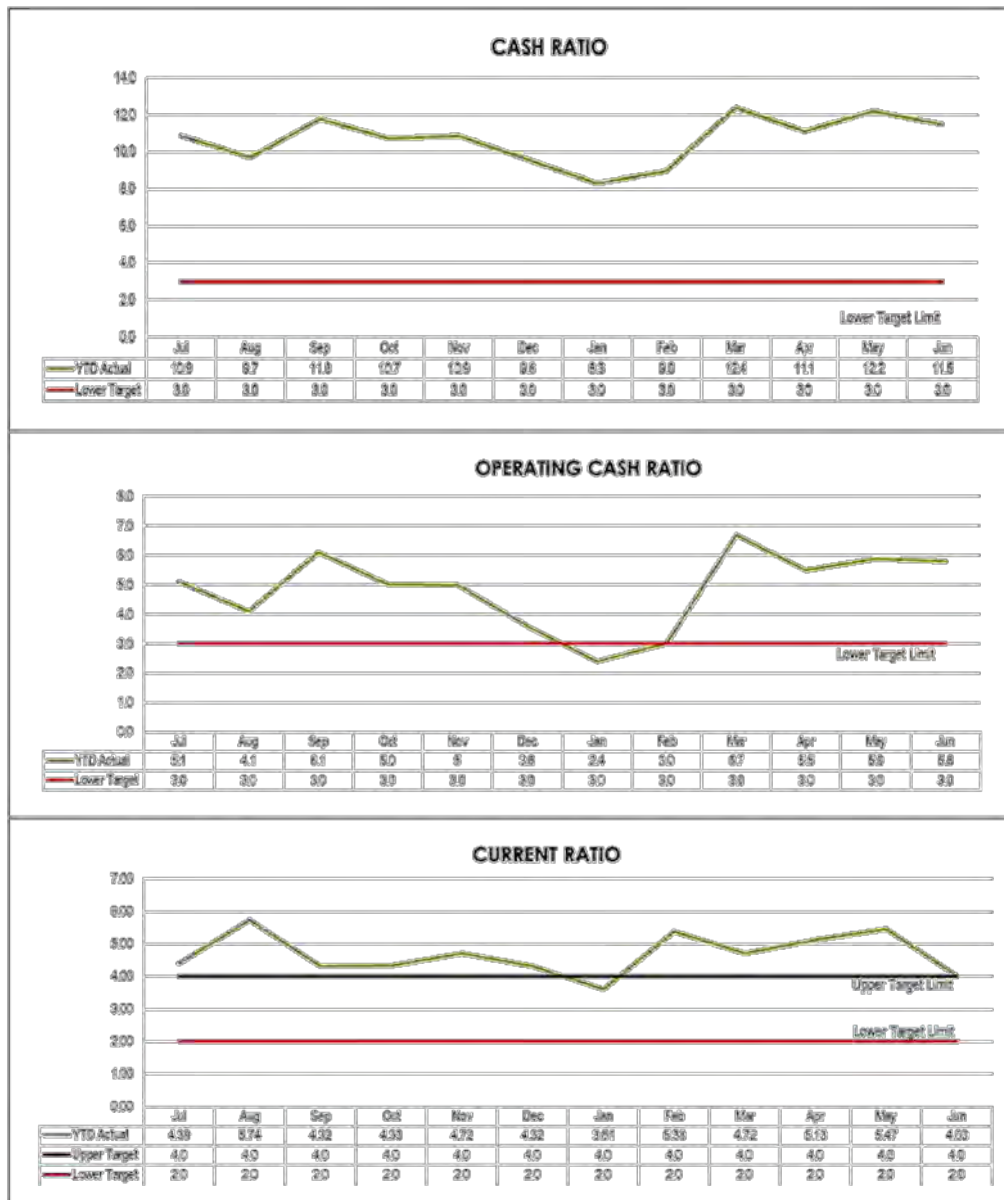 CASH RATIO
14.0
12.0
10.0
8.0
6.0
4.0
2.0
0.0
Lower Target Limit
Jul Aug Sep Oct Nov Dec Jan Feb Mar Apr May Jun
YTD Actual 10.9 9.7 11.8 10.7 10.9 9.6 8.3 9.0 12.4 11.1 12.2 11.5
Lower Target 3.0 3.0 3.0 3.0 3.0 3.0 3.0 3.0 3.0 3.0 3.0 3.0
OPERATING CASH RATIO
8.0
7.0
6.0
5.0
4.0
3.0
2.0
1.0
0.0
Lower Target Limit
Jul Aug Sep Oct Nov Dec Jan Feb Mar Apr May Jun
YTD Actual 5.1 4.1 6.1 5.0 5 3.6 2.4 3.0 6.7 5.5 5.9 5.8
Lower Target 3.0 3.0 3.0 3.0 3.0 3.0 3.0 3.0 3.0 3.0 3.0 3.0
CURRENT RATIO
7.00
6.00
5.00
4.00
3.00
2.00
1.00
0.00
Upper Target Limit
Lower Target Limit
Jul Aug Sep Oct Nov Dec Jan Feb Mar Apr May Jun
YTD Actual 4.39 5.74 4.32 4.33 4.72 4.32 3.61 5.38 4.72 5.13 5.47 4.03
Upper Target 4.0 4.0 4.0 4.0 4.0 4.0 4.0 4.0 4.0 4.0 4.0 4.0
Lower Target 2.0 2.0 2.0 2.0 2.0 2.0 2.0 2.0 2.0 2.0 2.0 2.0